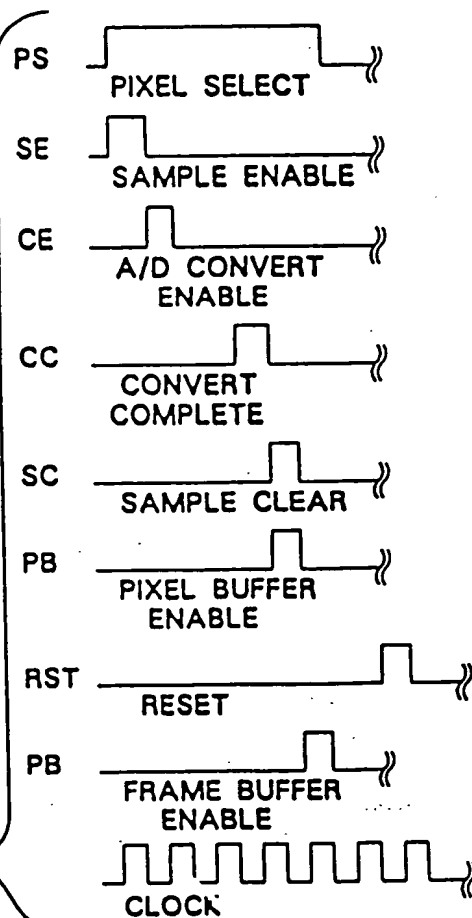 PS
PIXEL SELECT
SE
SAMPLE ENABLE
CE
A/D CONVERT
ENABLE
CC
CONVERT
COMPLETE
SC
SAMPLE CLEAR
PB
PIXEL BUFFER
ENABLE
RST
RESET
PB
FRAME BUFFER
ENABLE
CLOCK